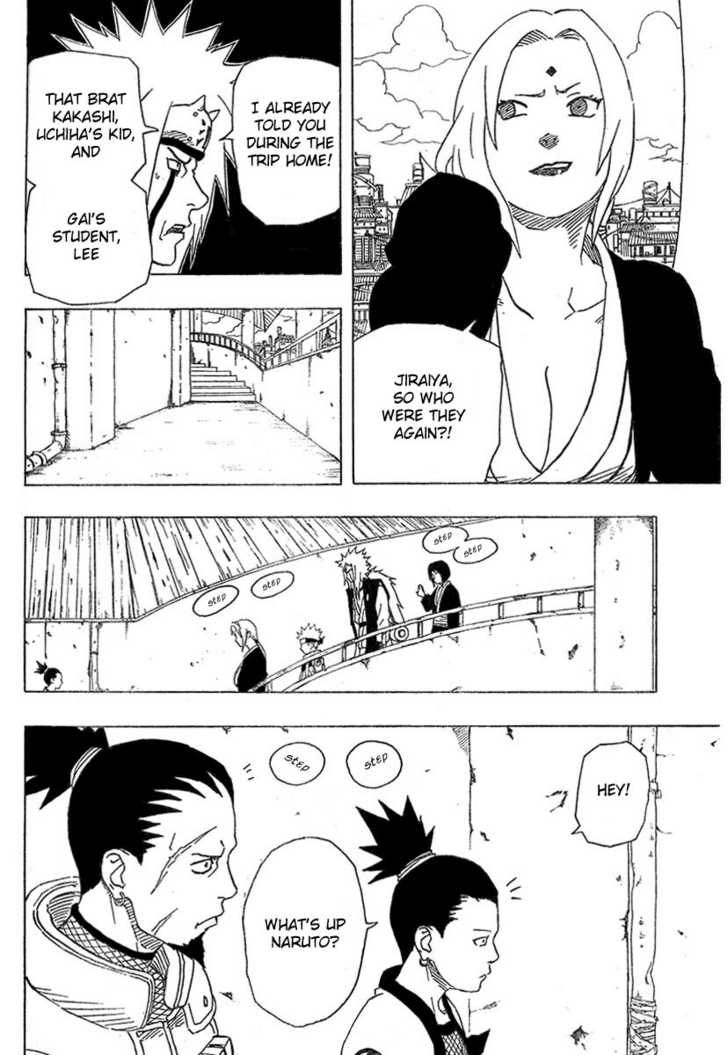 JIRAIYA,
SO WHO
WERE THEY
AGAIN?!
I ALREADY
TOLD YOU
DURING THE
TRIP HOME!
THAT BRAT
KAKASHI,
UCHIHA'S KID,
AND
GAI'S
STUDENT,
LEE
step
step
step
step
HEY!
step
step
WHAT'S UP
NARUTO?